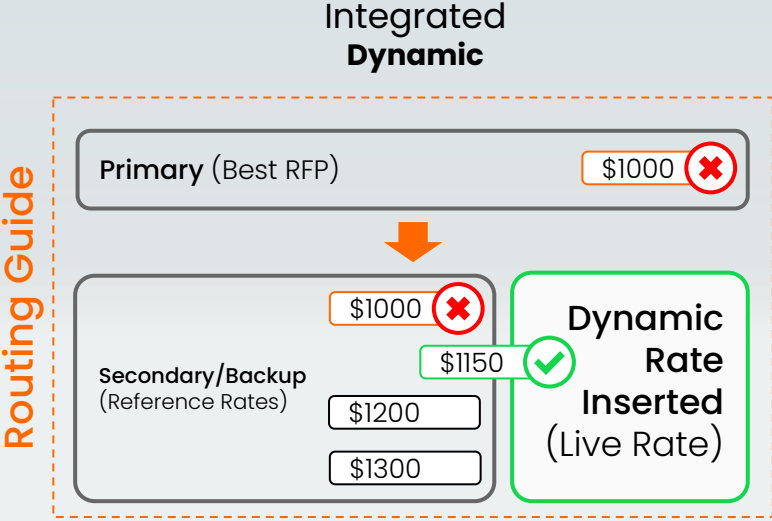 Integrated
Dynamic
Routing Guide
Primary (Best RFP)
$1000
$1000
$1150
Secondary/Backup
(Reference Rates)
$1200
$1300
Dynamic
Rate
Inserted
(Live Rate)